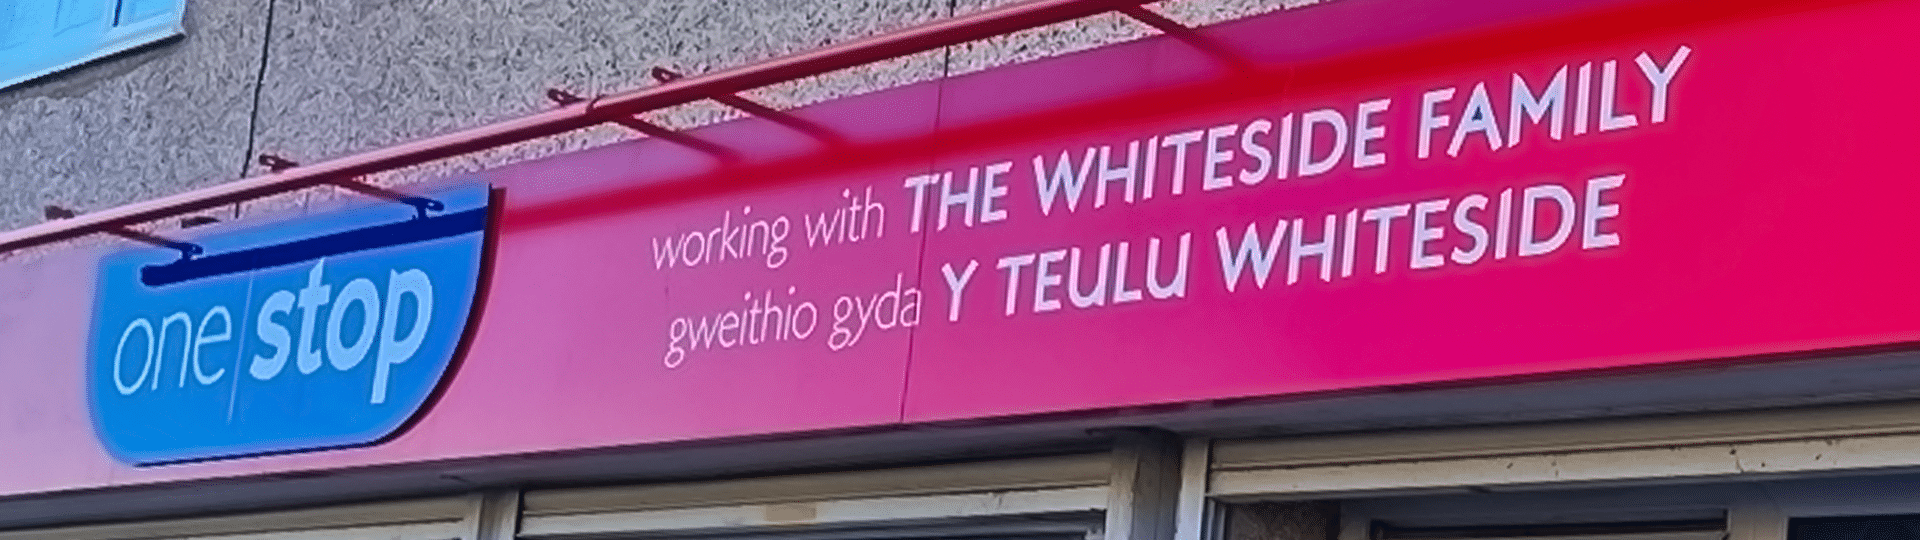 one stop
working with THE WHITESIDE FAMILY
gweithio gyda Y TEULU WHITESIDE